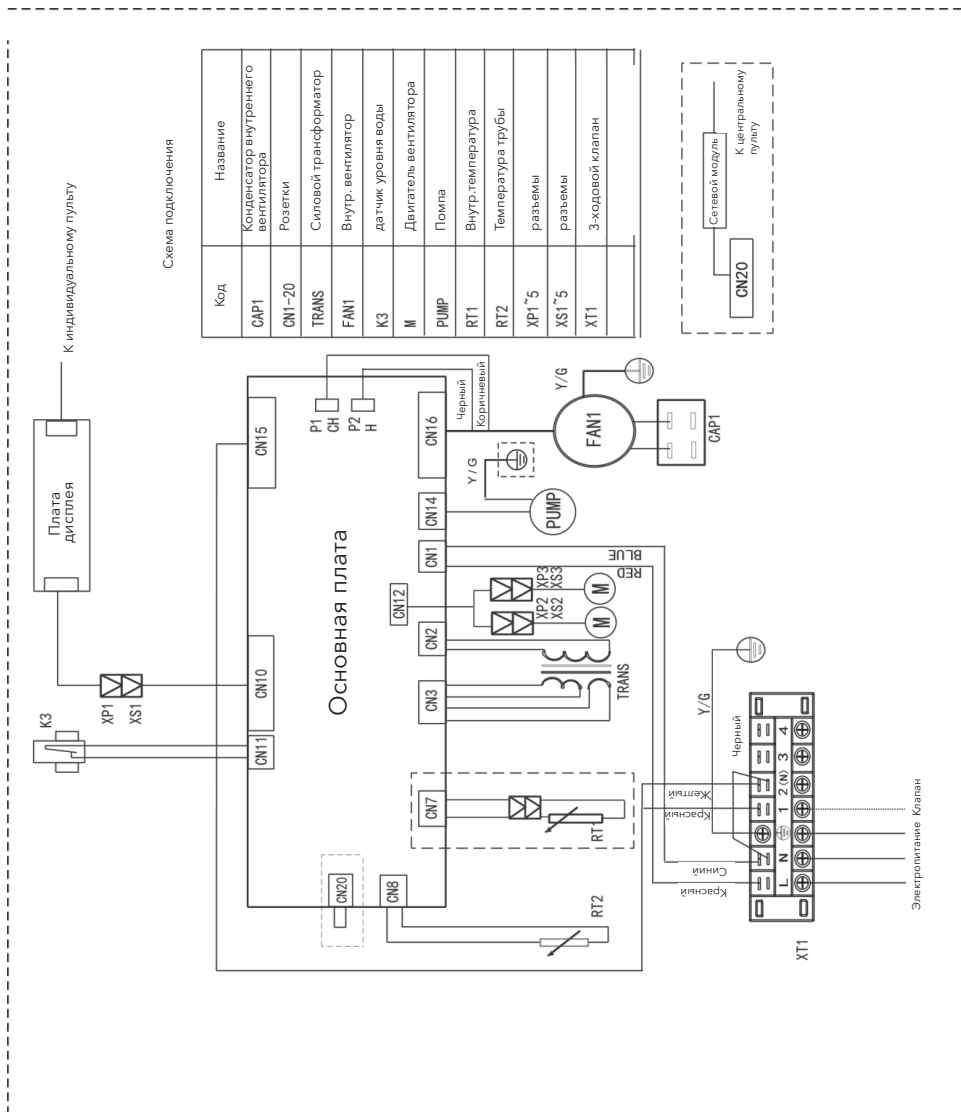 Схема подключения
Код Название
CAP1 Конденсатор внутреннего
вентилятора
CN1-20 Розетки
TRANS Силовой трансформатор
FAN1 Внутр. вентилятор
K3 датчик уровня воды
M Двигатель вентилятора
PUMP Помпа
RT1 Внутр.температура
RT2 Температура трубы
XP1~5 разъемы
XS1~5 разъемы
XT1 3-ходовой клапан
Сетевой модуль
К центральному
пульту
CN20
К индивидуальному пульту
Плата
дисплея
XP1
XS1
K3
CN15
CN10
CN11
Основная плата
P1
CH
P2
H
CN16
CN14
CN1
CN12
CN2
CN3
CN7
CN20
CN8
Черный
Коричневый
Y/G
FAN1
CAP1
Y/G
PUMP
BLUE
RED
XP3
XS3
XP2
XS2
M
M
TRANS
RT1
RT2
Y/G
Черный
Желтый
Красный
Синий
Красный
L N 1 2(N) 3 4
XT1
Электропитание Клапан